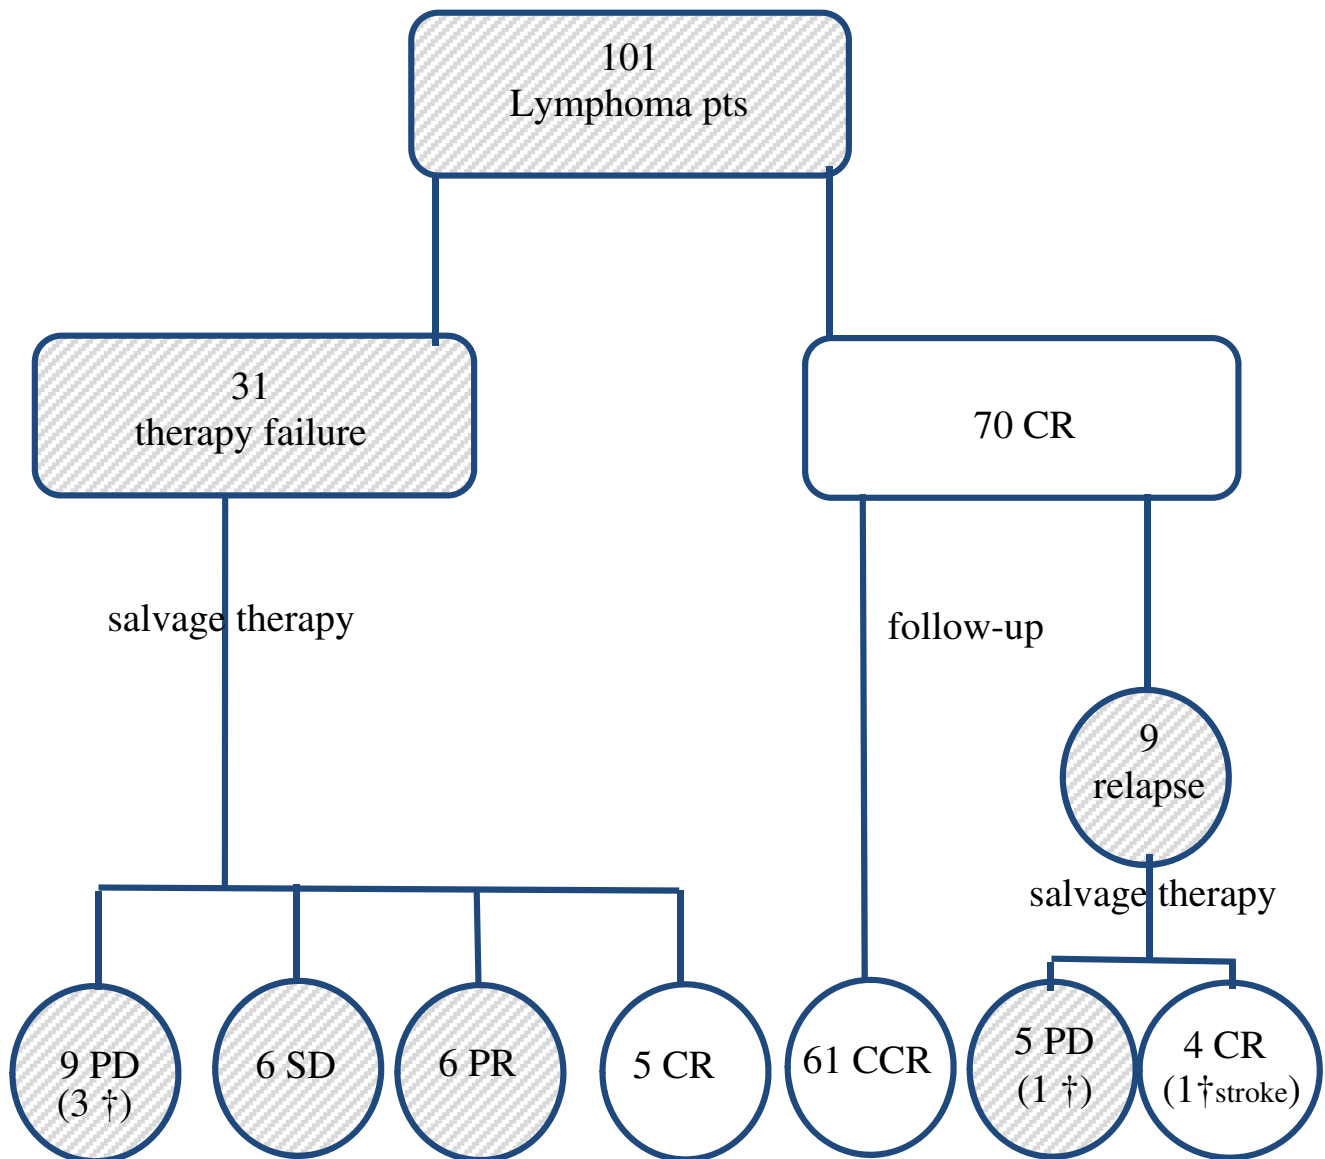 101
Lymphoma pts
31
therapy failure
70 CR
salvage therapy
follow-up
9
relapse
salvage therapy
9 PD
(3 †)
6 SD
6 PR
5 CR
61 CCR
5 PD
(1 †)
4 CR
(1†stroke)